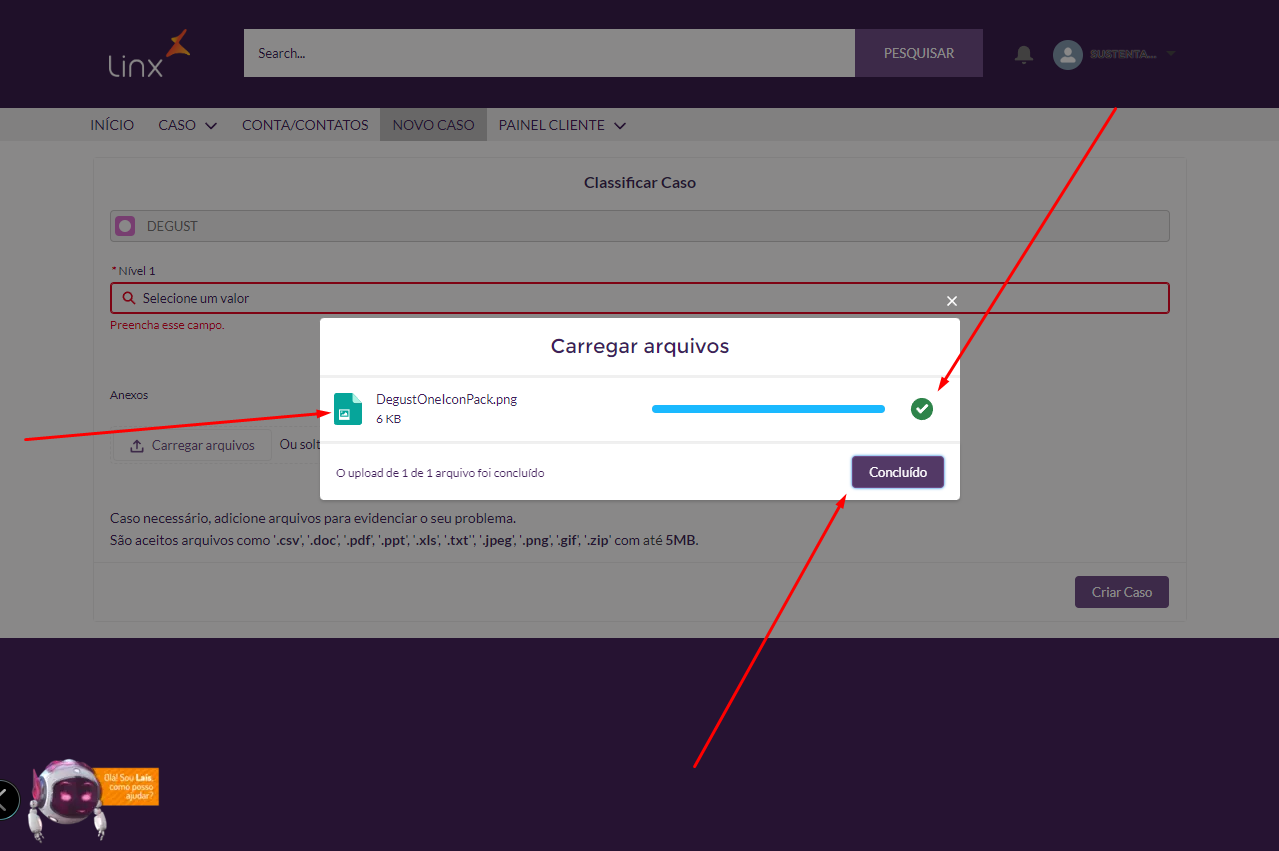 linx
Search...
PESQUISAR
SUSTENTA...
INÍCIO
CASO
CONTA/CONTATOS
NOVO CASO
PAINEL CLIENTE
Classificar Caso
DEGUST
*Nível 1
Selecione um valor
Preencha esse campo.
Carregar arquivos
DegustOneIconPack.png
6 KB
O upload de 1 de 1 arquivo foi concluído
Concluído
Anexos
Carregar arquivos
Ou solt
Caso necessário, adicione arquivos para evidenciar o seu problema.
São aceitos arquivos como '.csv', '.doc', '.pdf', '.ppt', '.xls', '.txt'', '.jpeg', '.png', '.gif', '.zip' com até 5MB.
Criar Caso
Olá! Sou Laís,
como posso
ajudar?